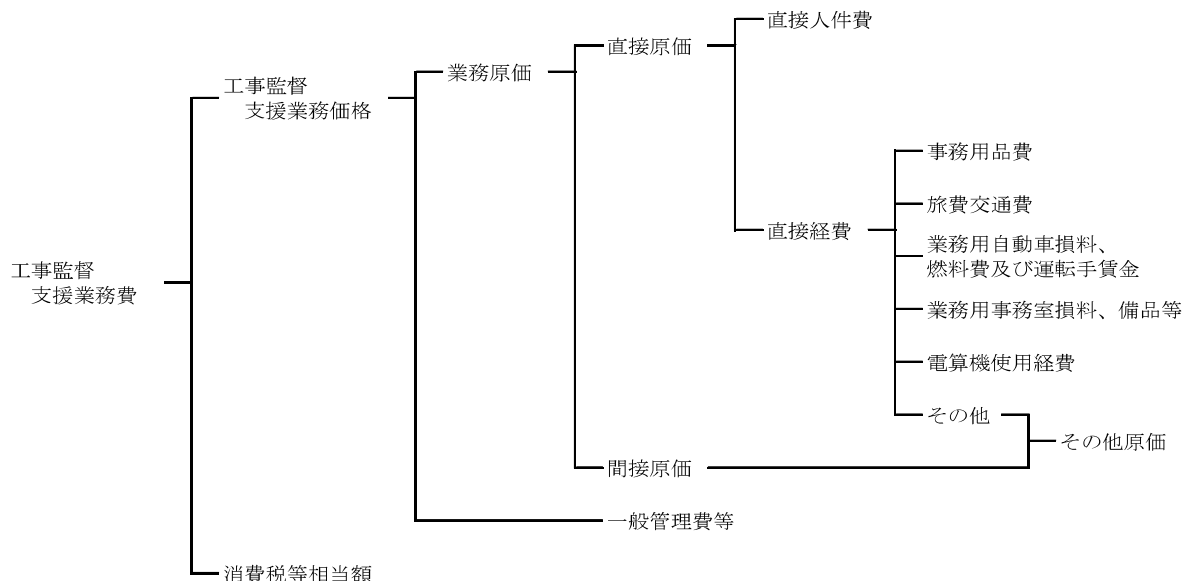 直接人件費
直接原価
業務原価
工事監督
支援業務価格
事務用品費
旅費交通費
直接経費
業務用自動車損料、
燃料費及び運転手賃金
工事監督
支援業務費
業務用事務室損料、備品等
電算機使用経費
その他
その他原価
間接原価
一般管理費等
消費税等相当額